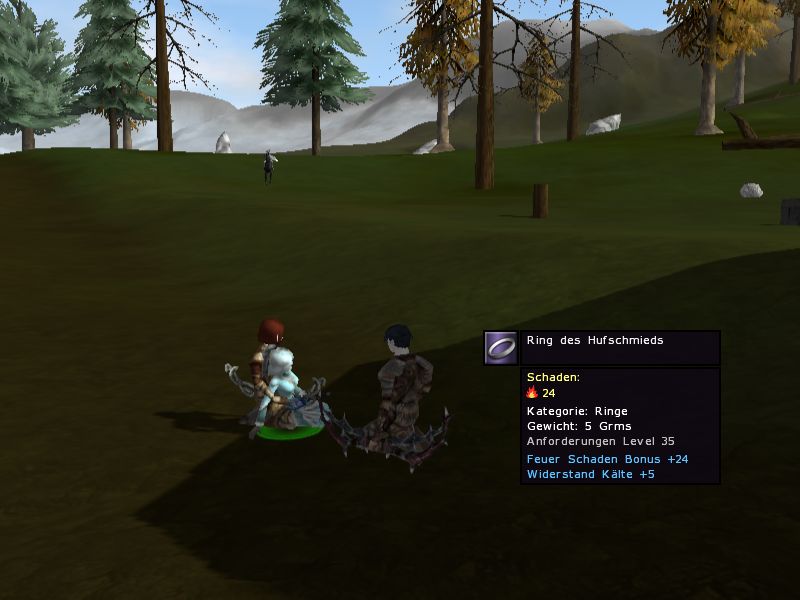 Ring des Hufschmieds
Schaden:
24
Kategorie: Ringe
Gewicht: 5 Grms
Anforderungen Level 35
Feuer Schaden Bonus +24
Widerstand Kälte +5